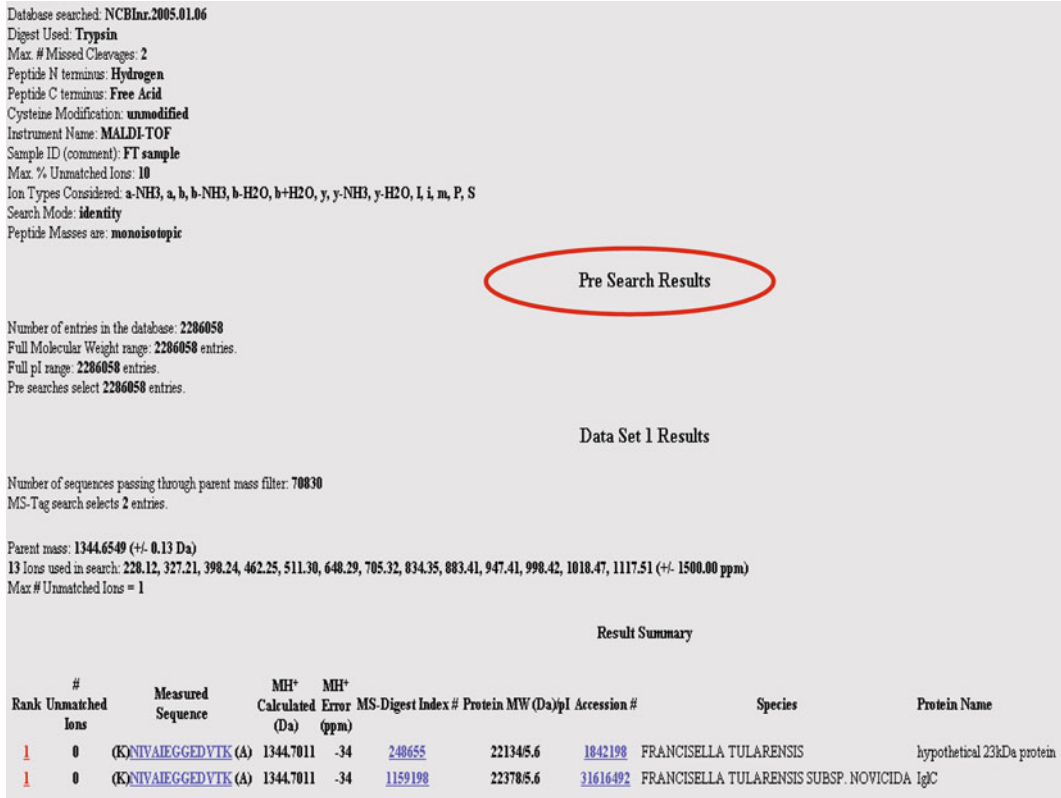 Database searched: NCBInr.2005.01.06
Digest Used: Trypsin
Max. # Missed Cleavages: 2
Peptide N terminus: Hydrogen
Peptide C terminus: Free Acid
Cysteine Modification: unmodified
Instrument Name: MALDI-TOF
Sample ID (comment): FT sample
Max. % Unmatched Ions: 10
Ion Types Considered: a-NH3, a, b, b-NH3, b-H2O, b+H2O, y, y-NH3, y-H2O, I, i, m, P, S
Search Mode: identity
Peptide Masses are: monoisotopic
Pre Search Results
Number of entries in the database: 2286058
Full Molecular Weight range: 2286058 entries.
Full pI range: 2286058 entries.
Pre searches select 2286058 entries.
Data Set 1 Results
Number of sequences passing through parent mass filter: 70830
MS-Tag search selects 2 entries.
Parent mass: 1344.6549 (+/- 0.13 Da)
13 Ions used in search: 228.12, 327.21, 398.24, 462.25, 511.30, 648.29, 705.32, 834.35, 883.41, 947.41, 998.42, 1018.47, 1117.51 (+/- 1500.00 ppm)
Max # Unmatched Ions = 1
Result Summary
Rank # Unmatched Ions Measured Sequence MH+ Calculated (Da) MH+ Error (ppm) MS-Digest Index # Protein MW (Da)/pI Accession # Species Protein Name
1 0 (K)NIVAIEGGEDVTK(A) 1344.7011 -34 248655 22134/5.6 1842198 FRANCISELLA TULARENSIS hypothetical 23kDa protein
1 0 (K)NIVAIEGGEDVTK(A) 1344.7011 -34 1159198 22378/5.6 31616492 FRANCISELLA TULARENSIS SUBSP. NOVICIDA IglC